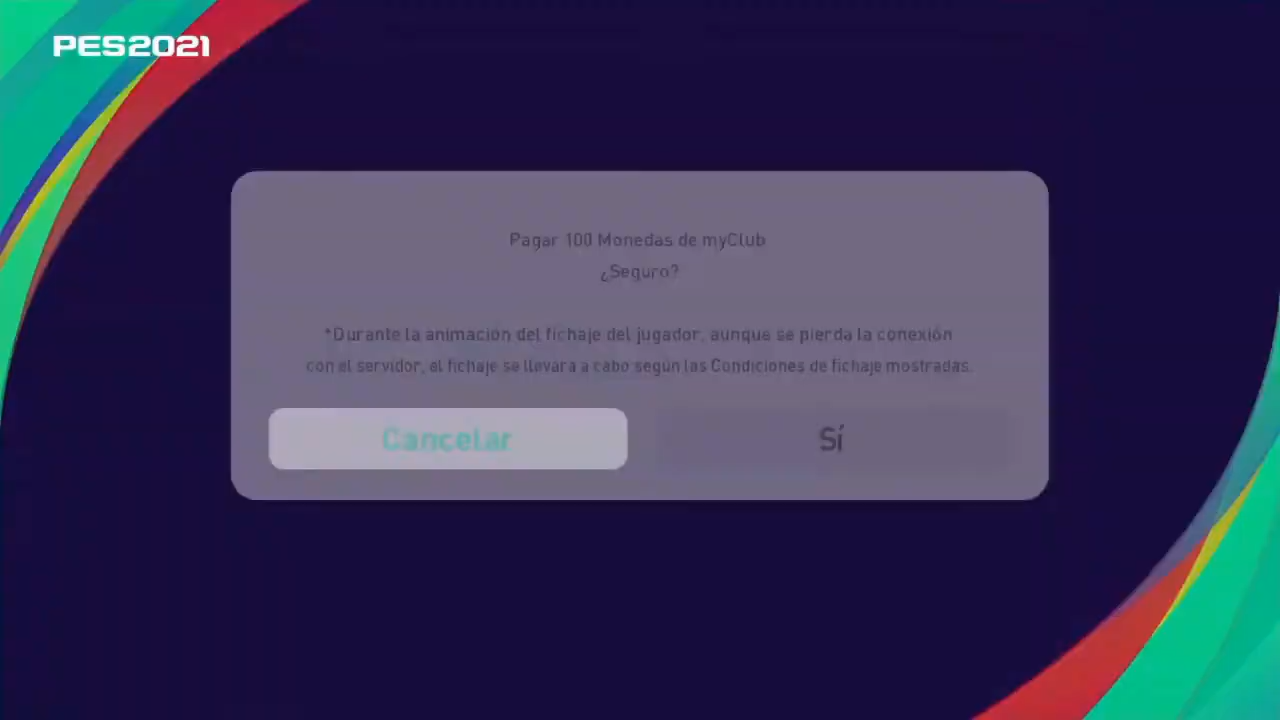 PES2021
Pagar 100 Monedas de myClub
¿Seguro?
*Durante la animación del fichaje del jugador, aunque se pierda la conexión
con el servidor, el fichaje se llevará a cabo según las Condiciones de fichaje mostradas.
Cancelar
Sí